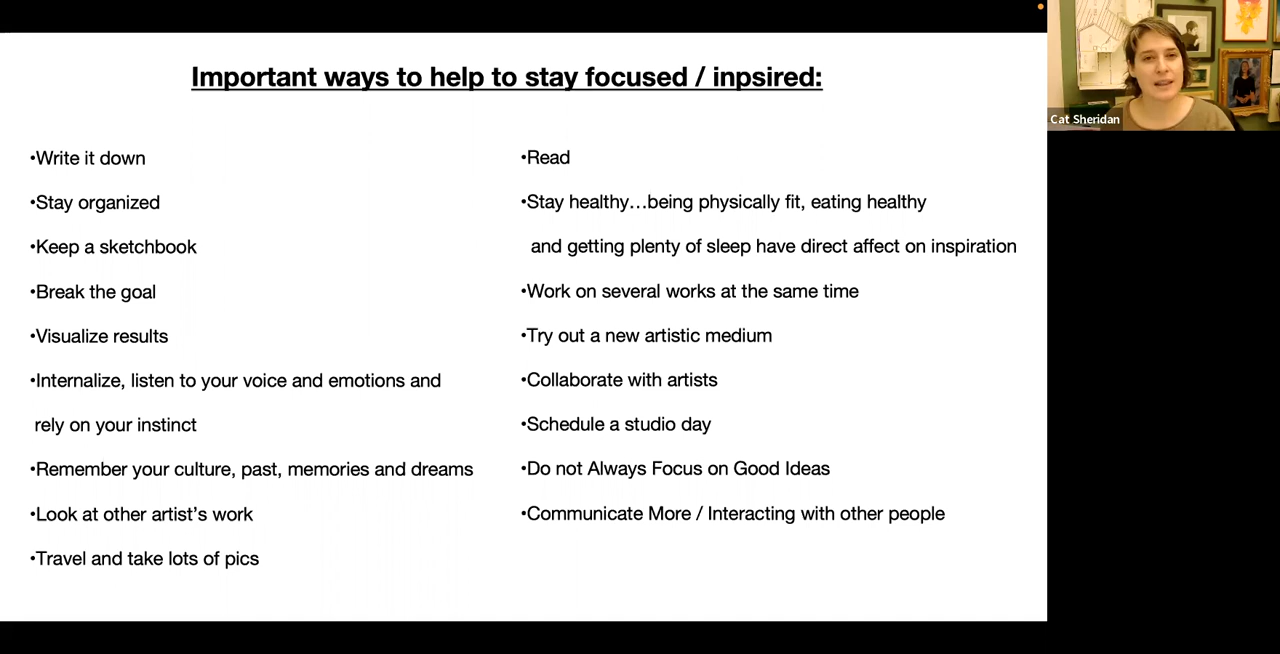 Important ways to help to stay focused / inpsired:
•Write it down
•Stay organized
•Keep a sketchbook
•Break the goal
•Visualize results
•Internalize, listen to your voice and emotions and
rely on your instinct
•Remember your culture, past, memories and dreams
•Look at other artist’s work
•Travel and take lots of pics
•Read
•Stay healthy…being physically fit, eating healthy
and getting plenty of sleep have direct affect on inspiration
•Work on several works at the same time
•Try out a new artistic medium
•Collaborate with artists
•Schedule a studio day
•Do not Always Focus on Good Ideas
•Communicate More / Interacting with other people
Cat Sheridan